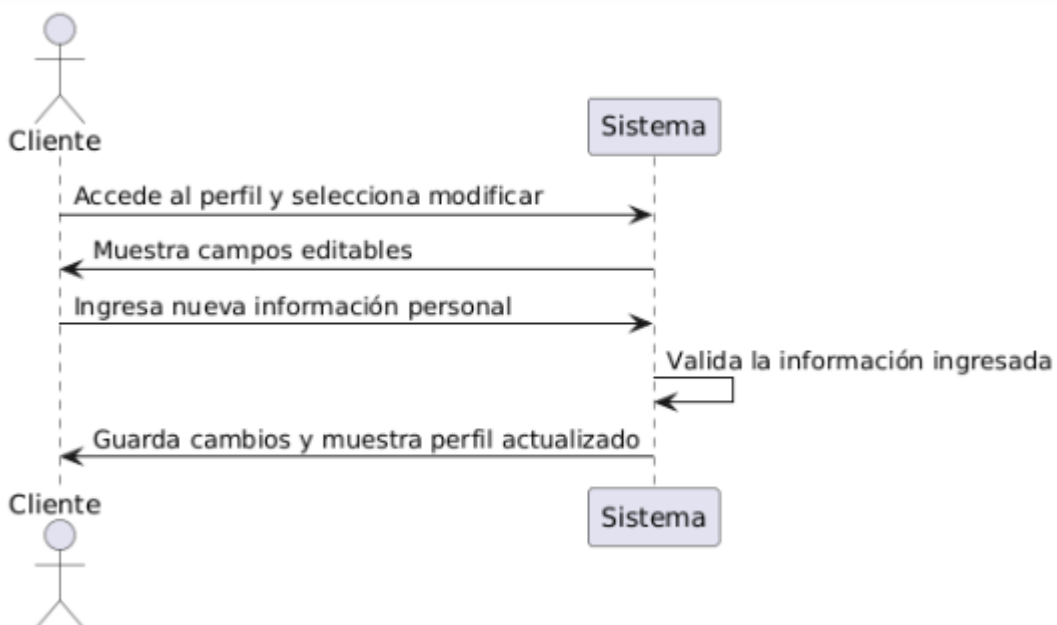 Cliente
Sistema
Accede al perfil y selecciona modificar
Muestra campos editables
Ingresa nueva información personal
Valida la información ingresada
Guarda cambios y muestra perfil actualizado
Cliente
Sistema